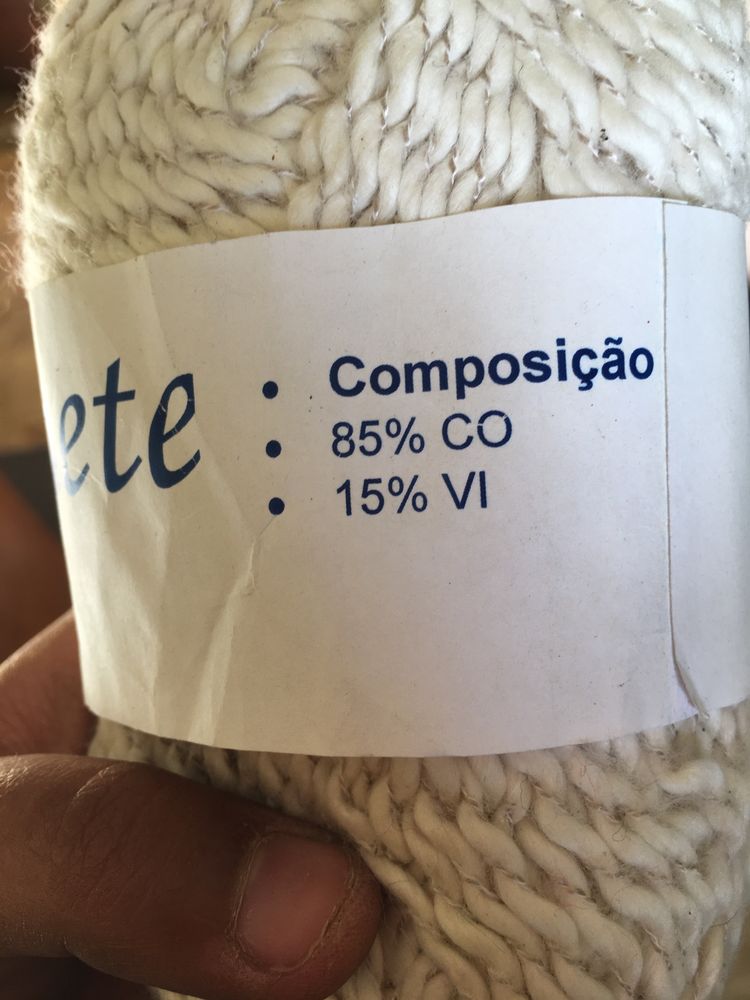 ete
Composição
85% CO
15% VI